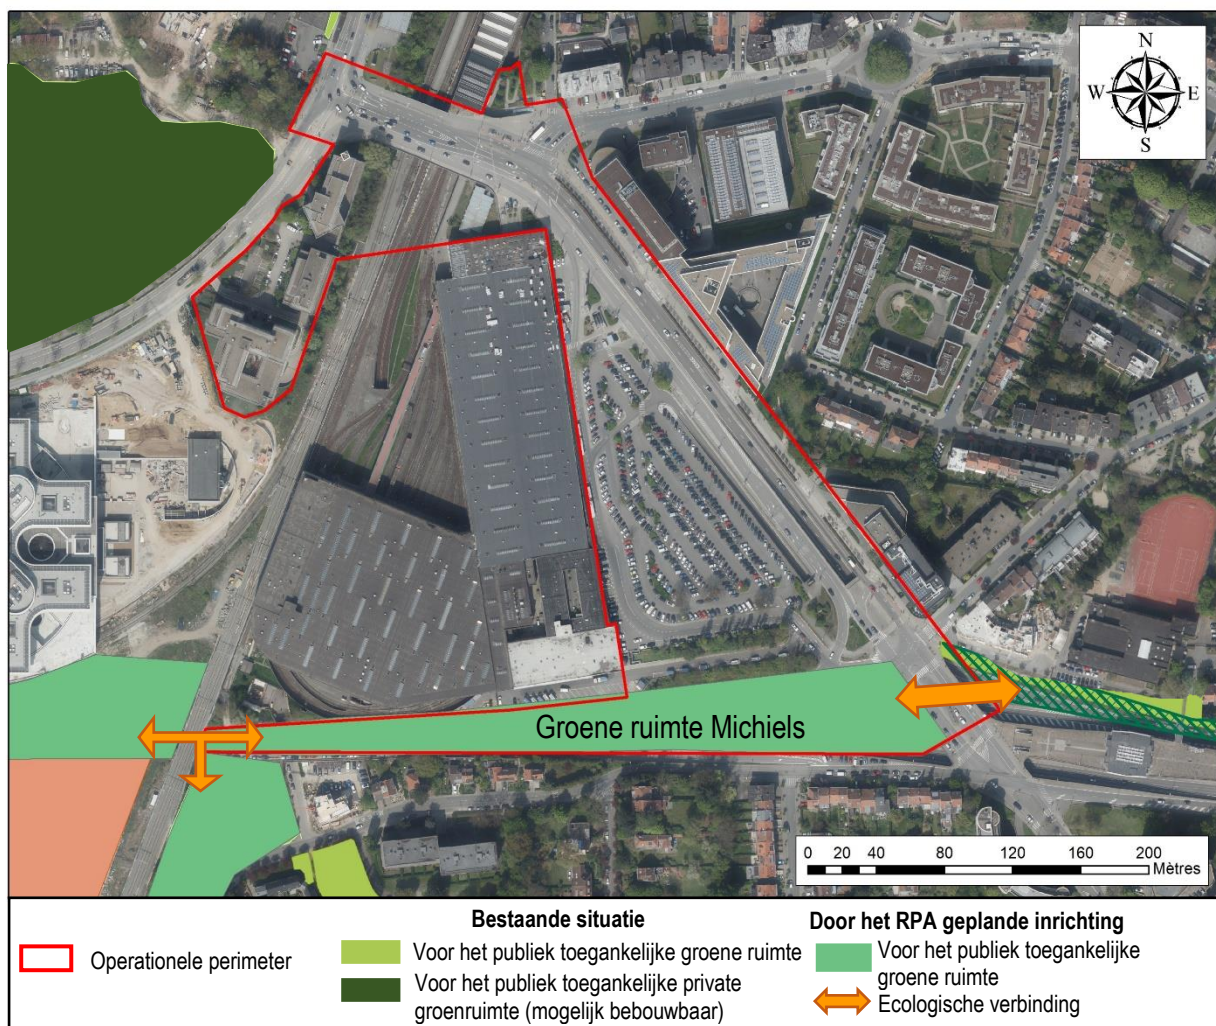 N
W E
S
Groene ruimte Michiels
0 20 40 80 120 160 200
Mètres
Operationele perimeter
Bestaande situatie
Voor het publiek toegankelijke groene ruimte
Voor het publiek toegankelijke private
groenruimte (mogelijk bebouwbaar)
Door het RPA geplande inrichting
Voor het publiek toegankelijke
groene ruimte
Ecologische verbinding